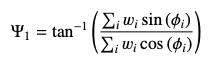 Ψ₁ = tan⁻¹ ( ∑ᵢ wᵢ sin (ϕᵢ) / ∑ᵢ wᵢ cos (ϕᵢ) )